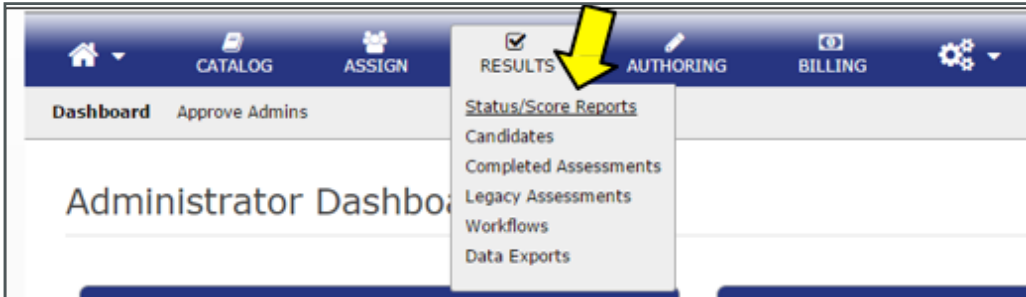 CATALOG ASSIGN RESULTS AUTHORING BILLING
Dashboard Approve Admins
Status/Score Reports
Candidates
Completed Assessments
Legacy Assessments
Workflows
Data Exports
Administrator Dashbo